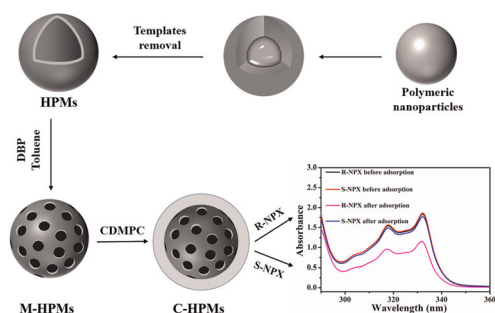 Templates
removal
HPMs
Polymeric
nanoparticles
DBP
Toluene
CDMPC
R-NPX
S-NPX
M-HPMs
C-HPMs
3.0
2.5
2.0
1.5
1.0
0.5
0.0
Absorbance
R-NPX before adsorption
S-NPX before adsorption
R-NPX after adsorption
S-NPX after adsorption
300 320 340 360
Wavelength (nm)